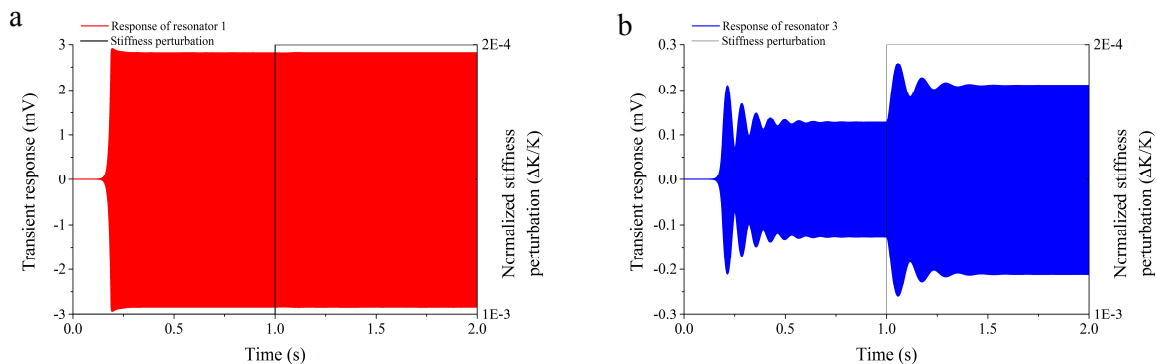 a
Response of resonator 1
Stiffness perturbation
3
2
1
0
-1
-2
-3
Transient response (mV)
0.0
0.5
1.0
1.5
2.0
Time (s)
2E-4
1E-3
Normalized stiffness
perturbation (ΔK/K)
b
Response of resonator 3
Stiffness perturbation
0.3
0.2
0.1
0.0
-0.1
-0.2
-0.3
Transient response (mV)
0.0
0.5
1.0
1.5
2.0
Time (s)
2E-4
1E-3
Normalized stiffness
perturbation (ΔK/K)